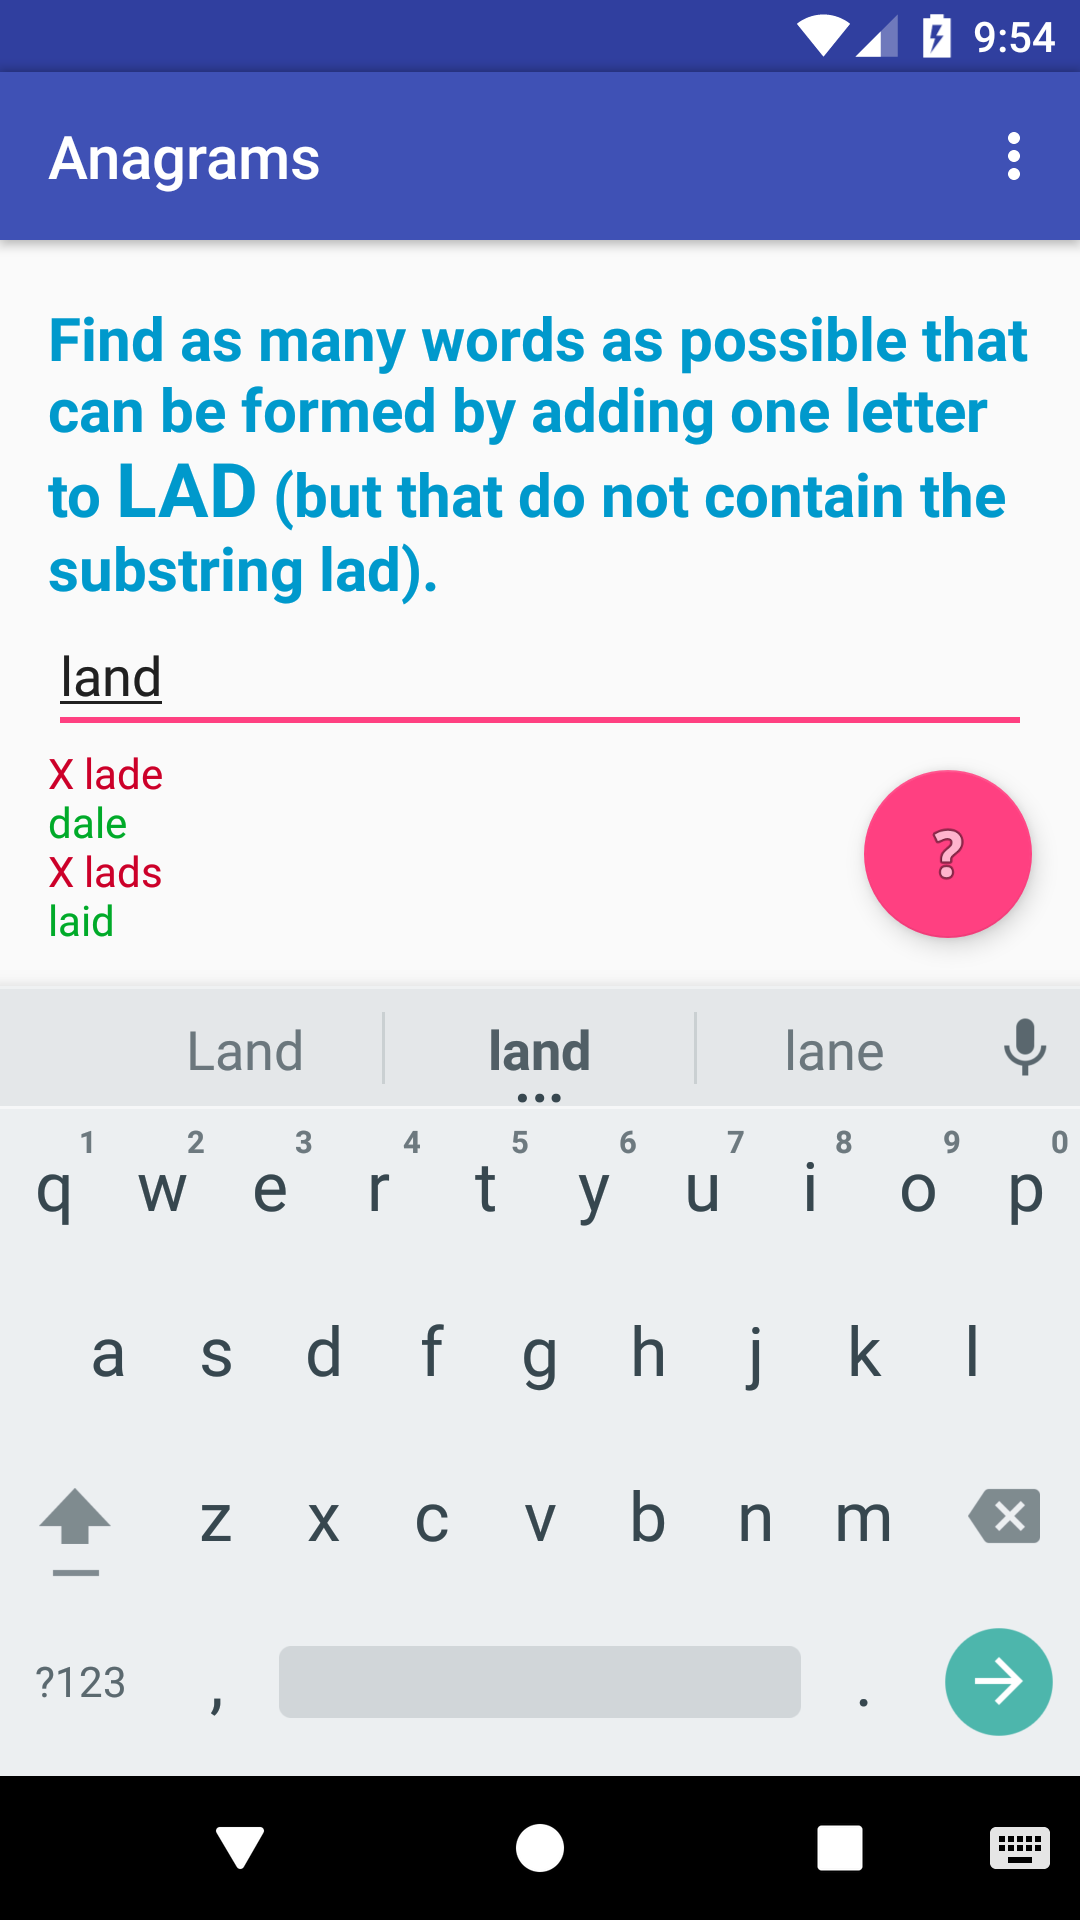 9:54
Anagrams
Find as many words as possible that
can be formed by adding one letter
to LAD (but that do not contain the
substring lad).
land
X lade
dale
?
X lads
laid
Land land lane
1 2 3 4 5 6 7 8 9 0
q w e r t y u i o p
a s d f g h j k l
z x c v b n m
?123 , .